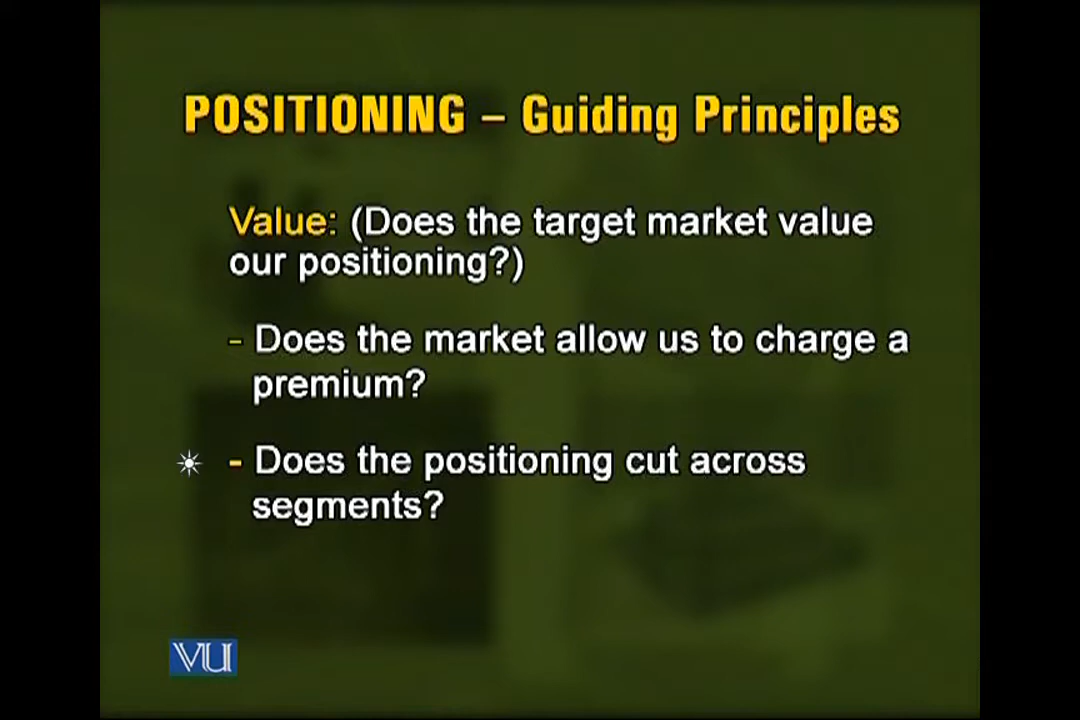 POSITIONING – Guiding Principles
Value: (Does the target market value
our positioning?)
- Does the market allow us to charge a
premium?
- Does the positioning cut across
segments?
VU